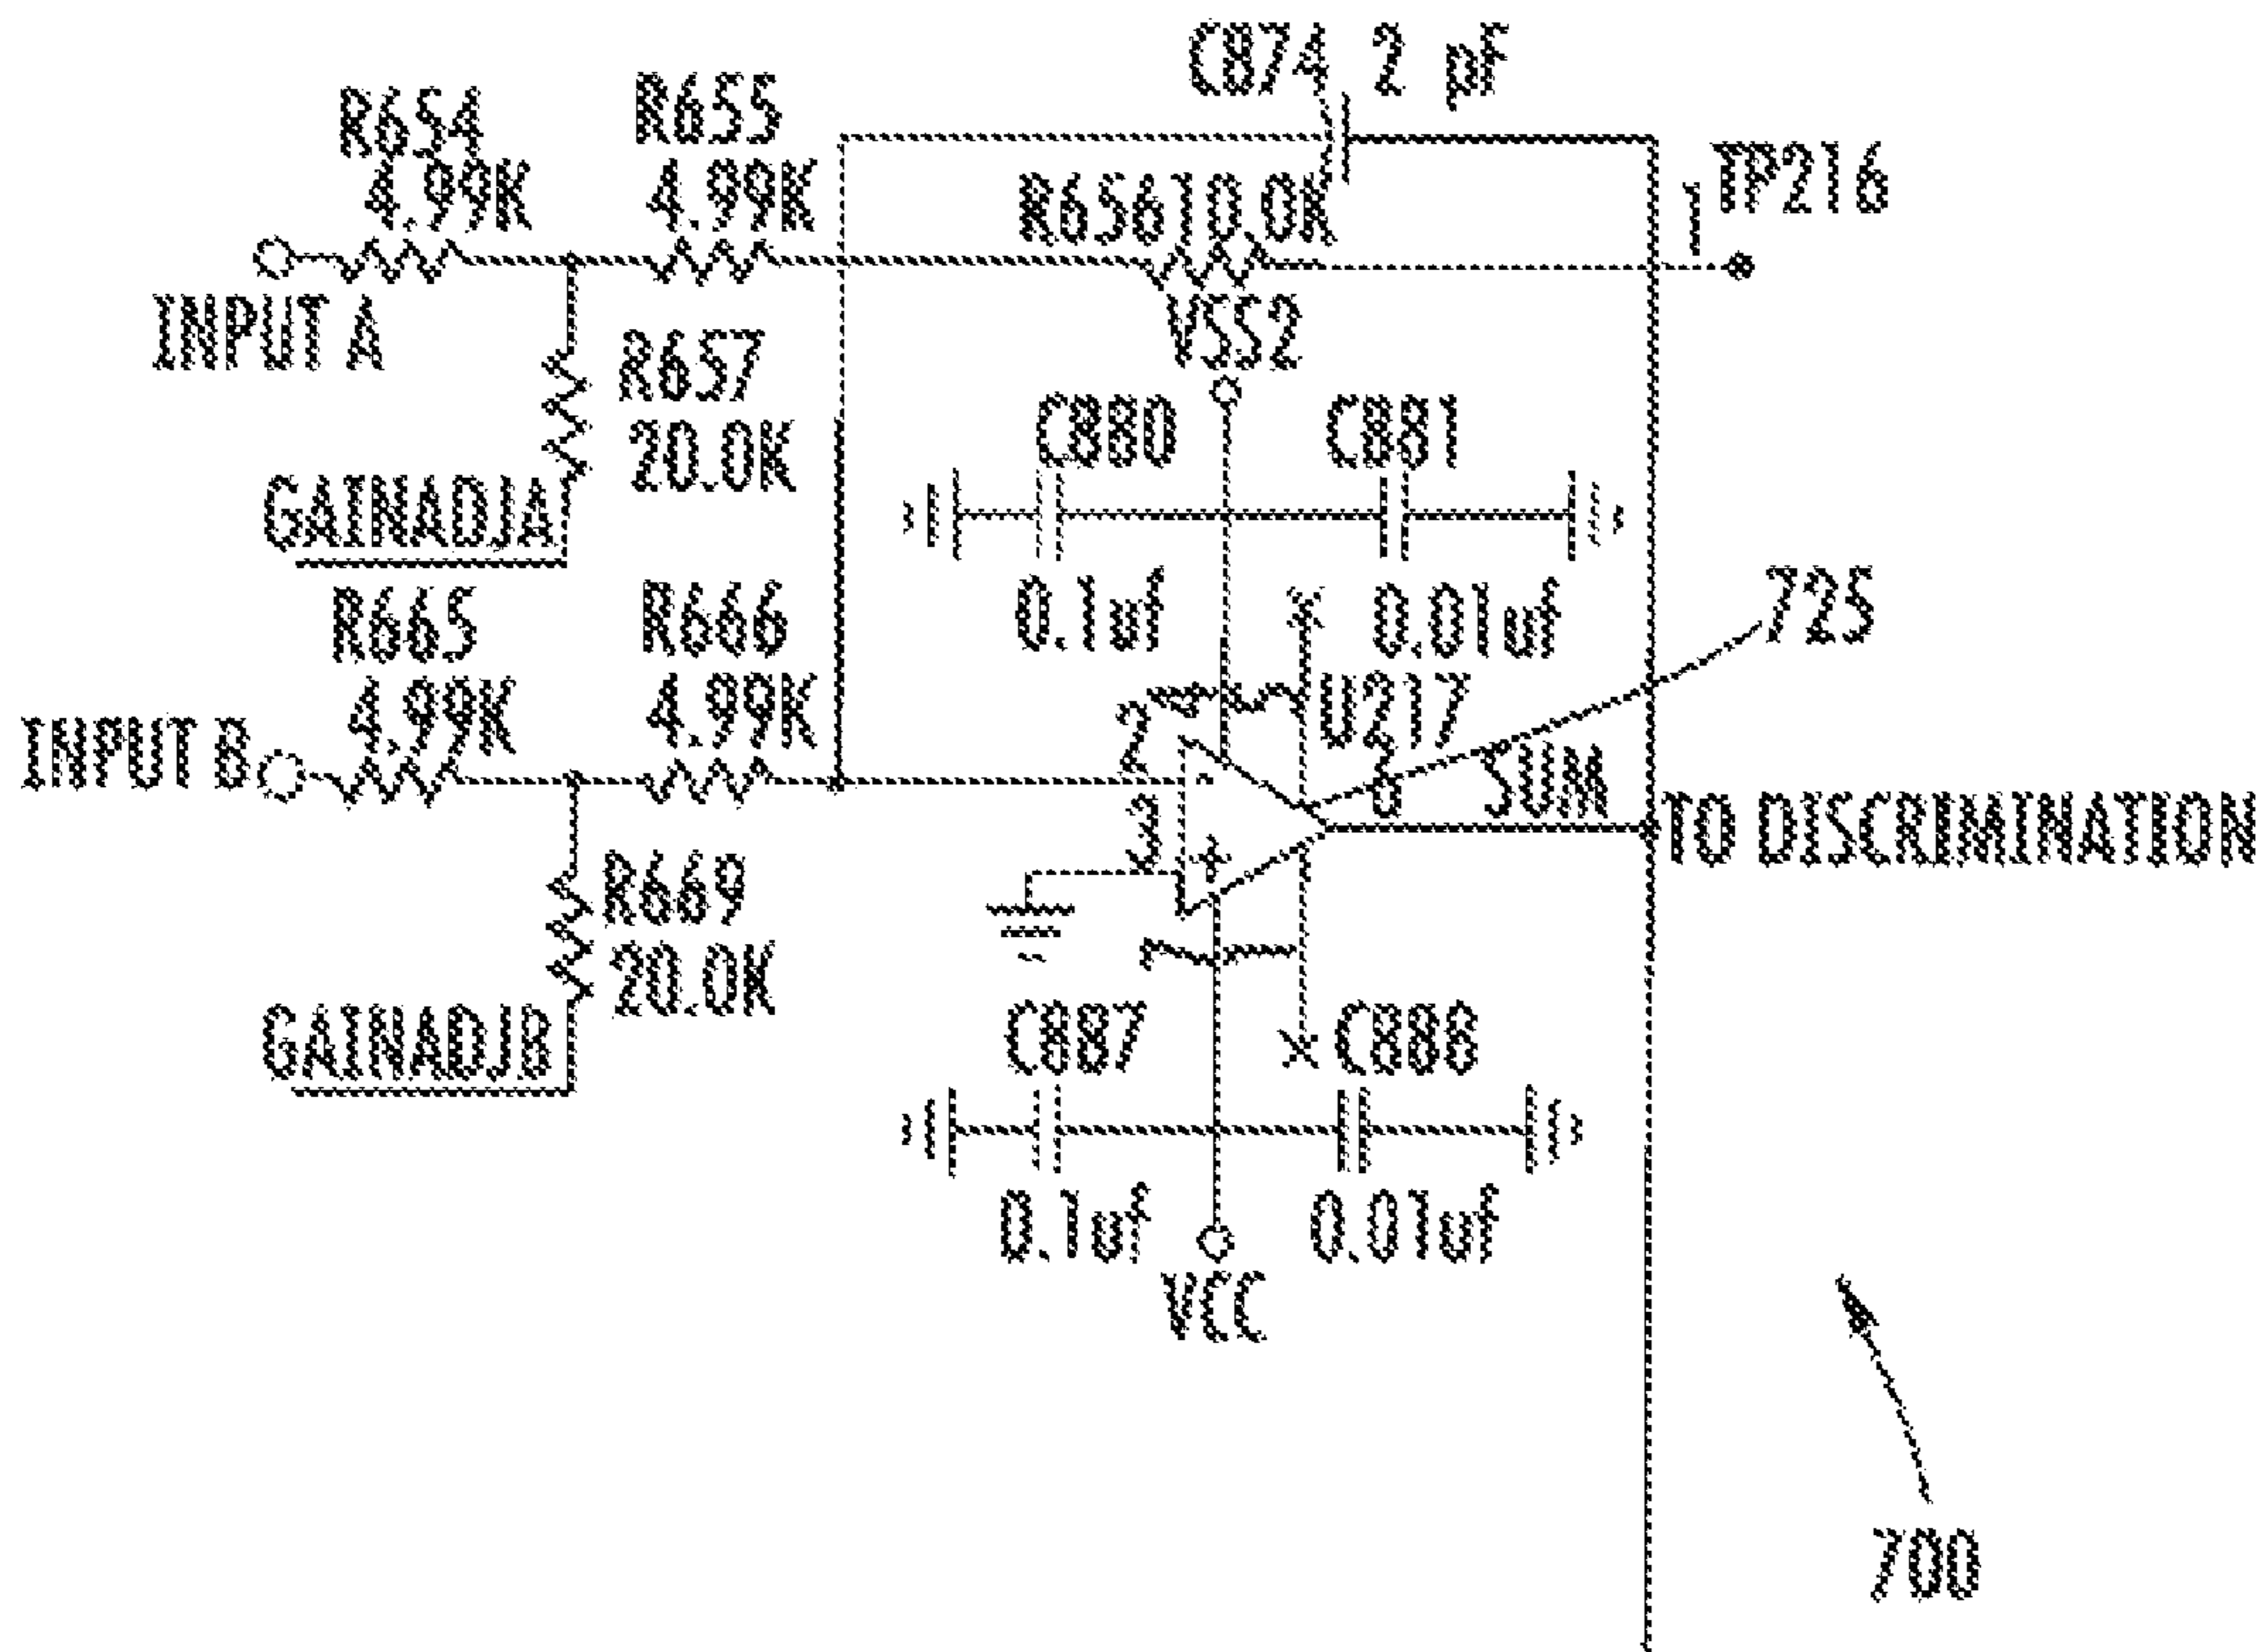 C874 2 pf
R654
4.99K
R655
4.99K
R656 10.0K
1
TP216
INPUT A
VSS2
R657
20.0K
C880
C881
GAINADJA
0.1uf
0.01uf
725
R665
4.99K
R666
4.99K
2
U217
INPUT B
6
SUM
3
TO DISCRIMINATION
R669
20.0K
7
GAINADJB
C887
0.1uf
0.01uf
VCC
700